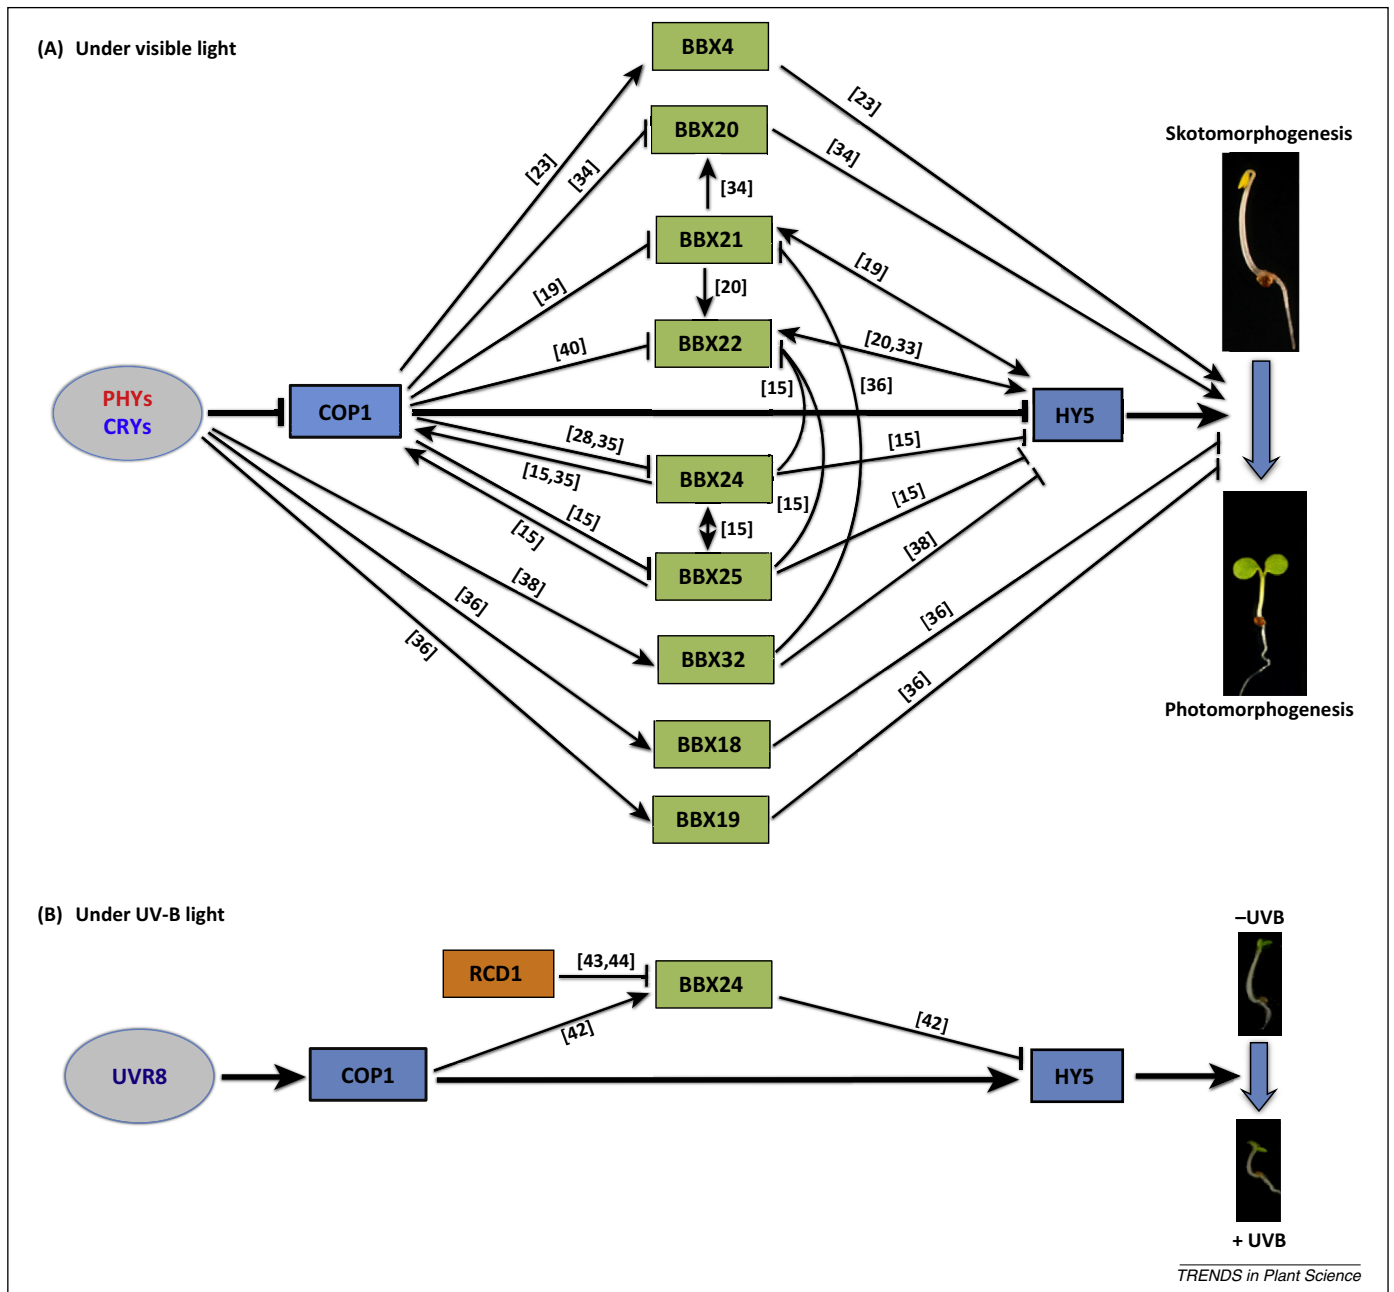 (A) Under visible light
BBX4
[23]
BBX20
Skotomorphogenesis
[34]
[23]
[34]
[34]
BBX21
[19]
[19]
[20]
BBX22
[20,33]
[40]
[15]
[36]
PHYs
CRYs
COP1
HY5
[28,35]
[15]
[15,35]
BBX24
[15]
[15]
[15]
[15]
[15]
BBX25
[38]
[38]
[36]
[36]
[36]
BBX32
[36]
Photomorphogenesis
BBX18
BBX19
(B) Under UV-B light
–UVB
RCD1
[43,44]
BBX24
[42]
[42]
UVR8
COP1
HY5
+ UVB
TRENDS in Plant Science